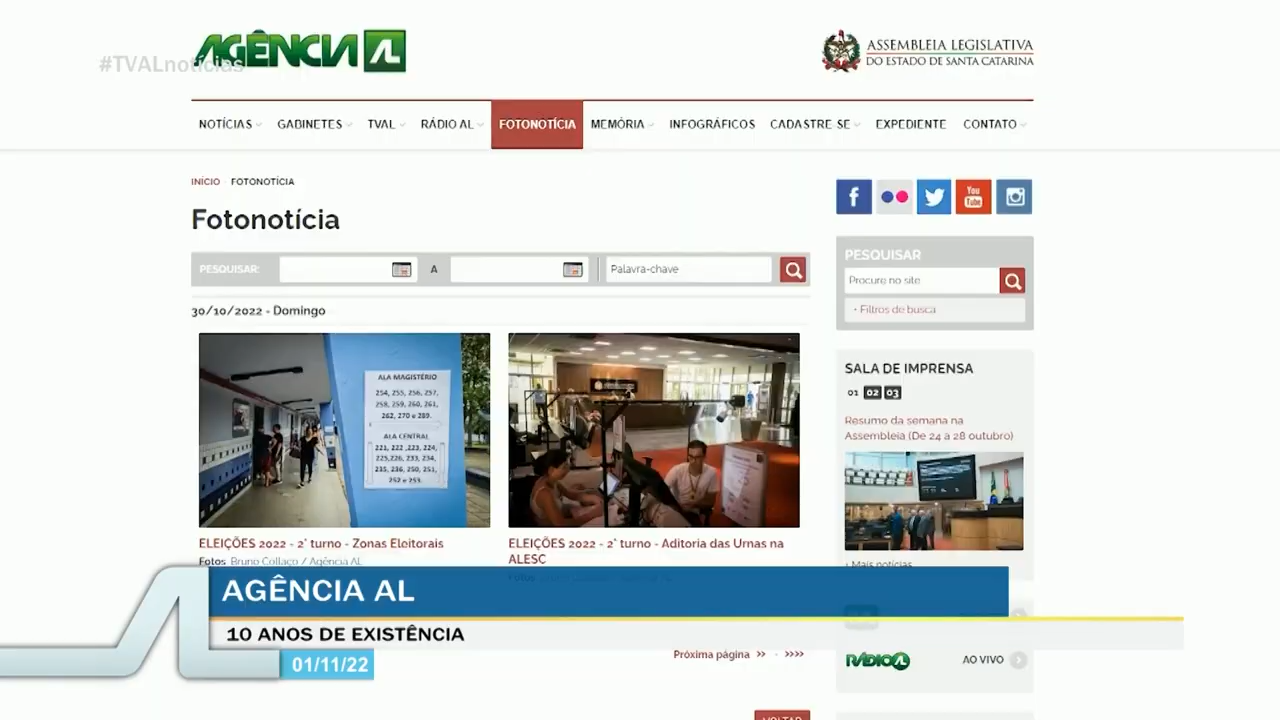 #TVALnotícias
AGÊNCIA AL
ASSEMBLEIA LEGISLATIVA
DO ESTADO DE SANTA CATARINA
NOTÍCIAS GABINETES TVAL RÁDIO AL FOTONOTÍCIA MEMÓRIA INFOGRÁFICOS CADASTRE-SE EXPEDIENTE CONTATO
INÍCIO FOTONOTÍCIA
Fotonotícia
PESQUISAR: A Palavra-chave
30/10/2022 - Domingo
ALA MAGISTÉRIO
254, 255, 256, 257,
258, 259, 260, 261,
262, 270 e 289.
ALA CENTRAL
221, 222, 223, 224,
225,226, 233, 234,
235, 236, 250, 251,
252 e 253.
ELEIÇÕES 2022 - 2° turno - Zonas Eleitorais
Fotos Bruno Collaço / Agência AL
ELEIÇÕES 2022 - 2° turno - Aditoria das Urnas na
ALESC
Próxima página >> - >>>>
VOLTAR
f
You
Tube
PESQUISAR
Procure no site
+ Filtros de busca
SALA DE IMPRENSA
01 02 03
Resumo da semana na
Assembleia (De 24 a 28 outubro)
+ Mais notícias
RÁDIO AL AO VIVO
AGÊNCIA AL
10 ANOS DE EXISTÊNCIA
01/11/22